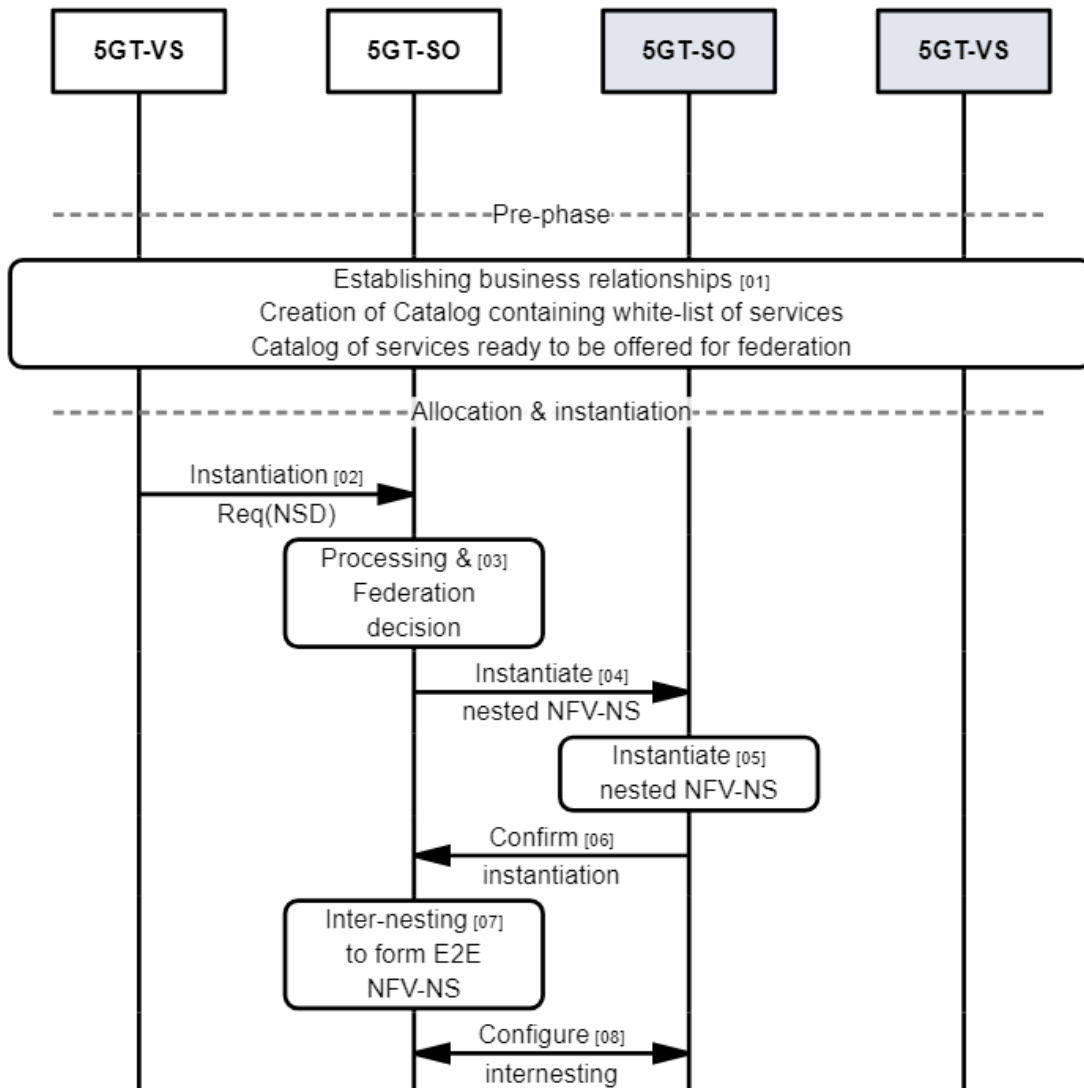 5GT-VS
5GT-SO
5GT-SO
5GT-VS
Pre-phase
Establishing business relationships [01]
Creation of Catalog containing white-list of services
Catalog of services ready to be offered for federation
Allocation & instantiation
Instantiation [02]
Req(NSD)
Processing & [03]
Federation
decision
Instantiate [04]
nested NFV-NS
Instantiate [05]
nested NFV-NS
Confirm [06]
instantiation
Inter-nesting [07]
to form E2E
NFV-NS
Configure [08]
internesting